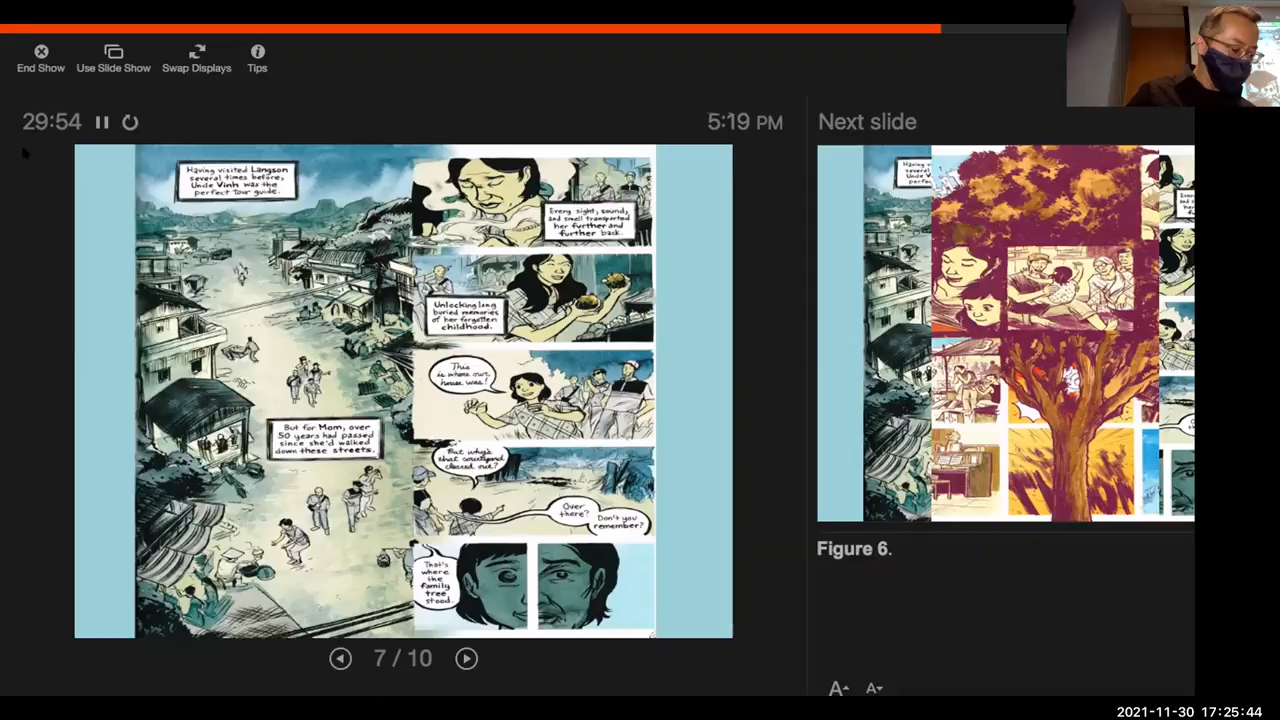 End Show
Use Slide Show
Swap Displays
Tips
29:54
5:19 PM
Next slide
Having visited Langson
several times before,
Uncle Vinh was the
perfect tour guide.
But for Mom, over
50 years had passed
since she'd walked
down these streets.
Every sight, sound,
and smell transported
her further and
further back.
Unlocking long
buried memories
of her forgotten
childhood.
This
is where our
house was!
But why's
that courtyard
cleared out?
Over
there?
Don't you
remember?
That's
where
the
family
tree
stood.
Figure 6.
7 / 10
A
A
2021-11-30 17:25:44